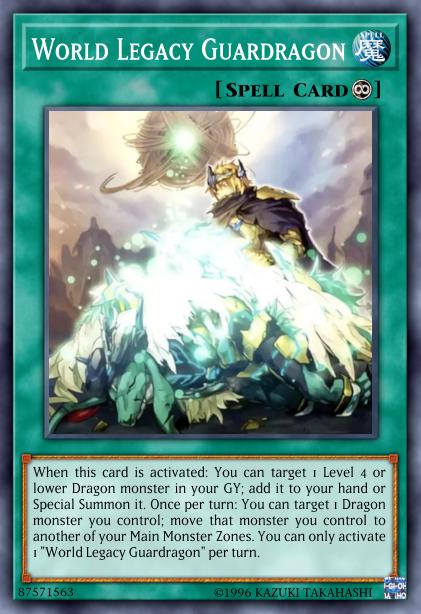 WORLD LEGACY GUARDRAGON
SPELL
魔
[SPELL CARD]
When this card is activated: You can target 1 Level 4 or
lower Dragon monster in your GY; add it to your hand or
Special Summon it. Once per turn: You can target 1 Dragon
monster you control; move that monster you control to
another of your Main Monster Zones. You can only activate
1 "World Legacy Guardragon" per turn.
87571563
©1996 KAZUKI TAKAHASHI